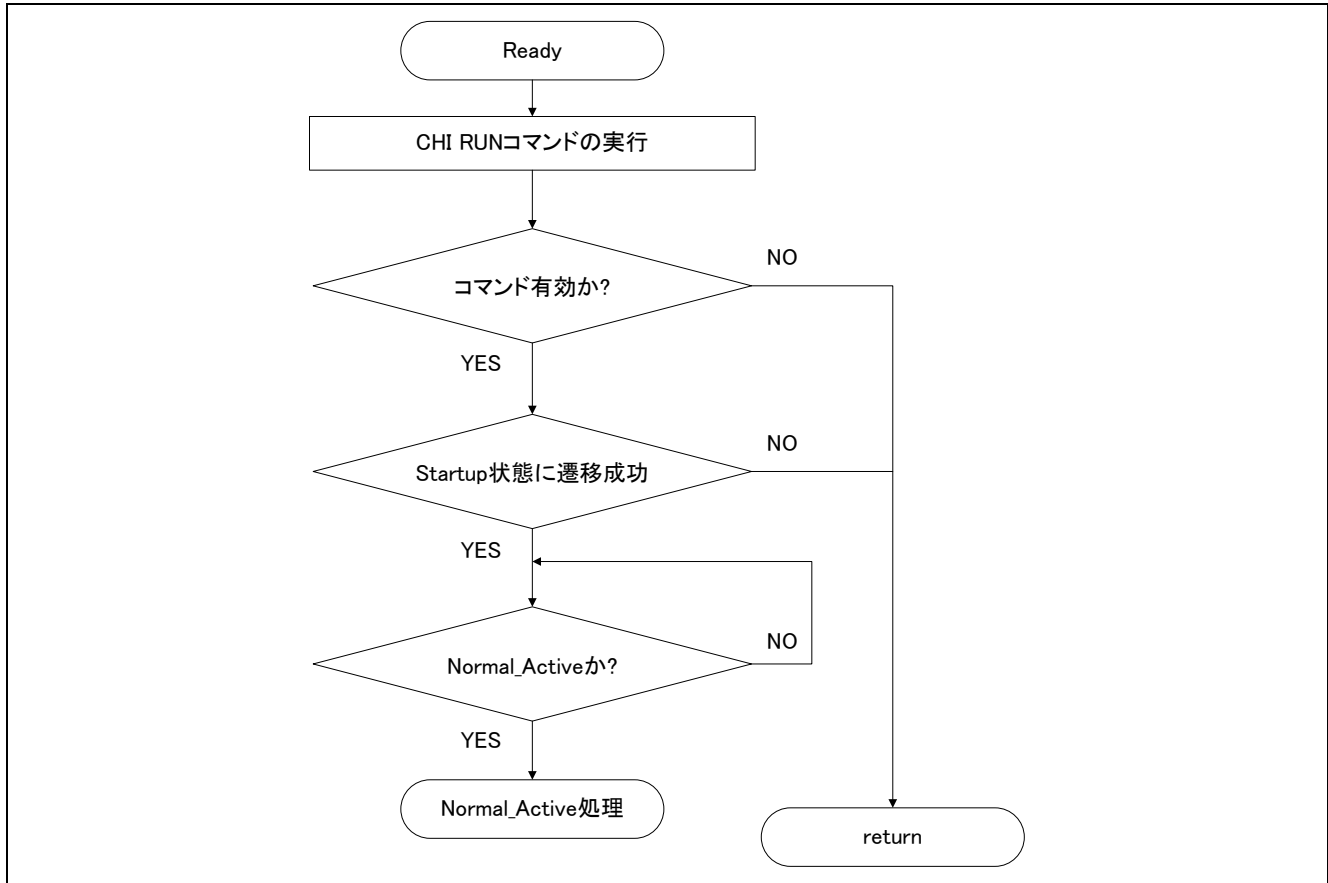 Ready
CHI RUNコマンドの実行
コマンド有効か?
NO
YES
Startup状態に遷移成功
NO
YES
Normal_Activeか?
NO
YES
Normal_Active処理
return